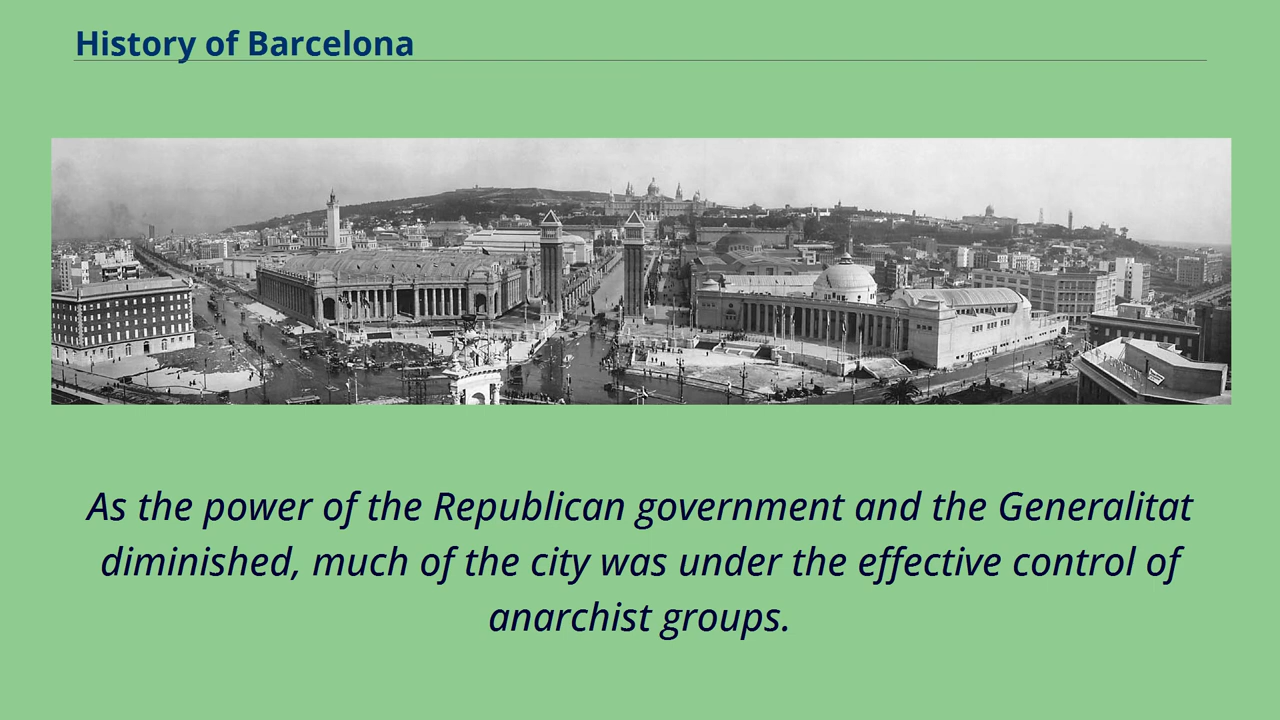 History of Barcelona
As the power of the Republican government and the Generalitat
diminished, much of the city was under the effective control of
anarchist groups.